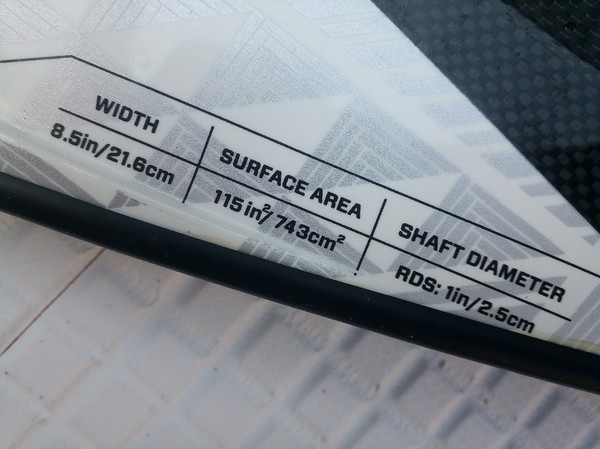 WIDTH
8.5in/21.6cm
SURFACE AREA
115in²/743cm²
SHAFT DIAMETER
RDS: 1in/2.5cm